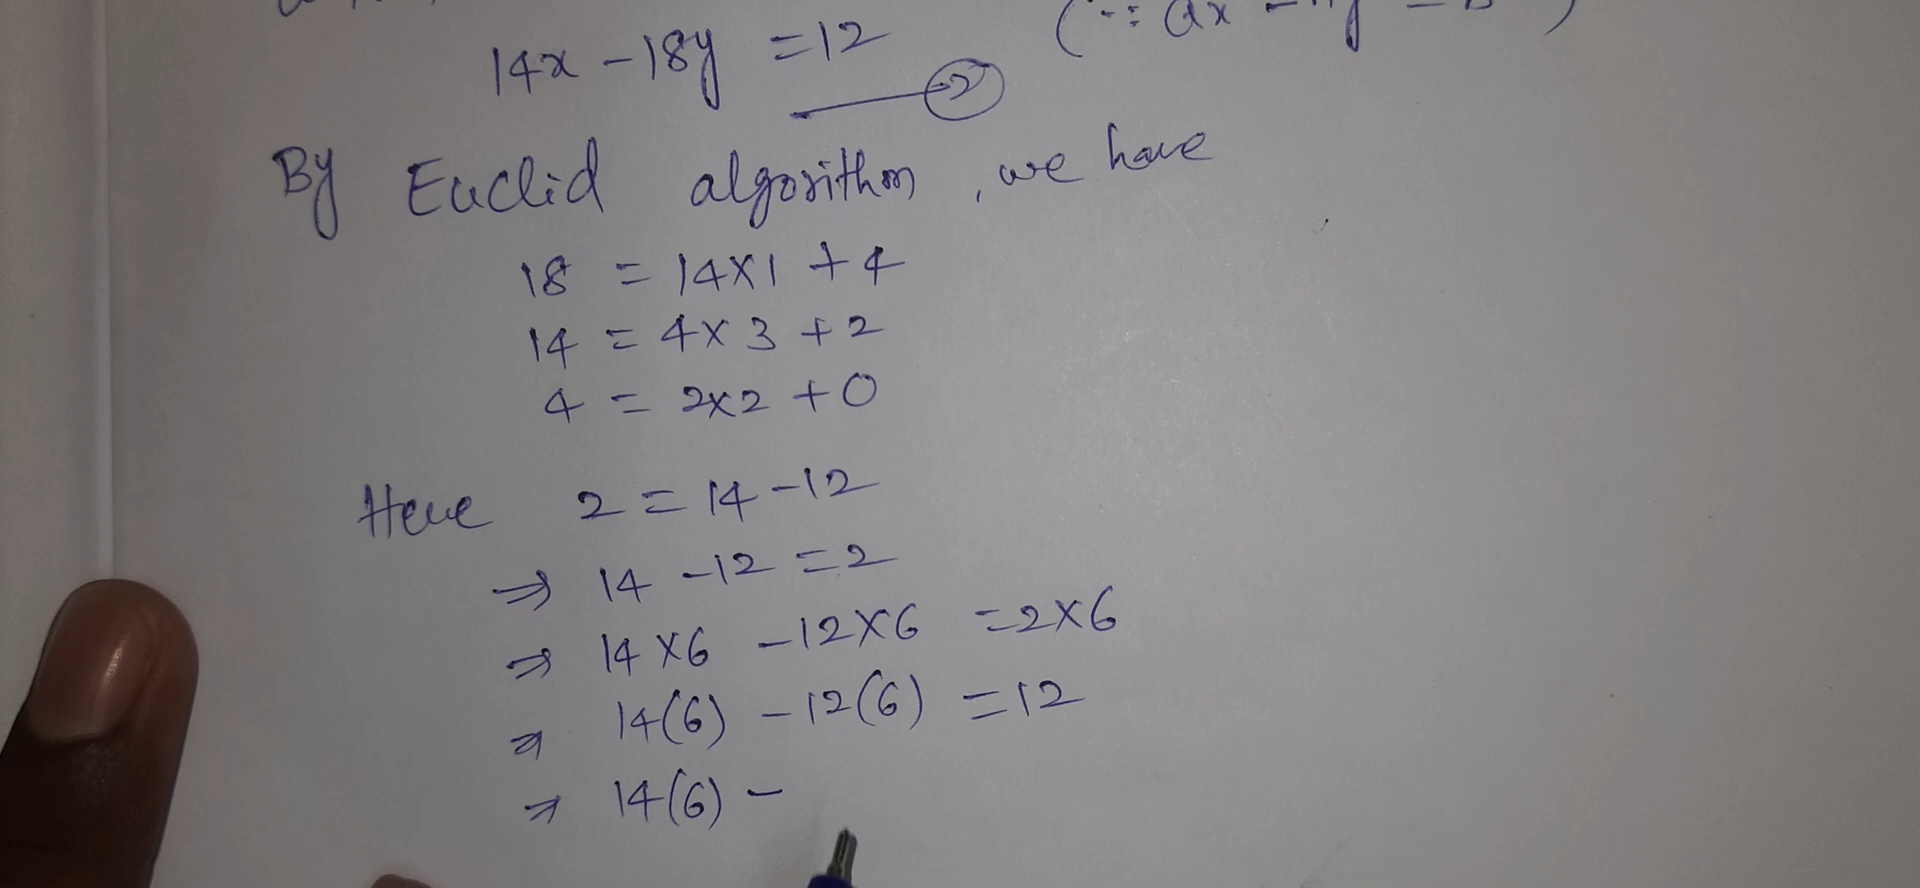 14x - 18y = 12
2
By Euclid algorithm, we have
18 = 14×1 + 4
14 = 4×3 + 2
4 = 2×2 + 0
Here 2 = 14 - 12
⇒ 14 - 12 = 2
⇒ 14×6 - 12×6 = 2×6
⇒ 14(6) - 12(6) = 12
⇒ 14(6) -